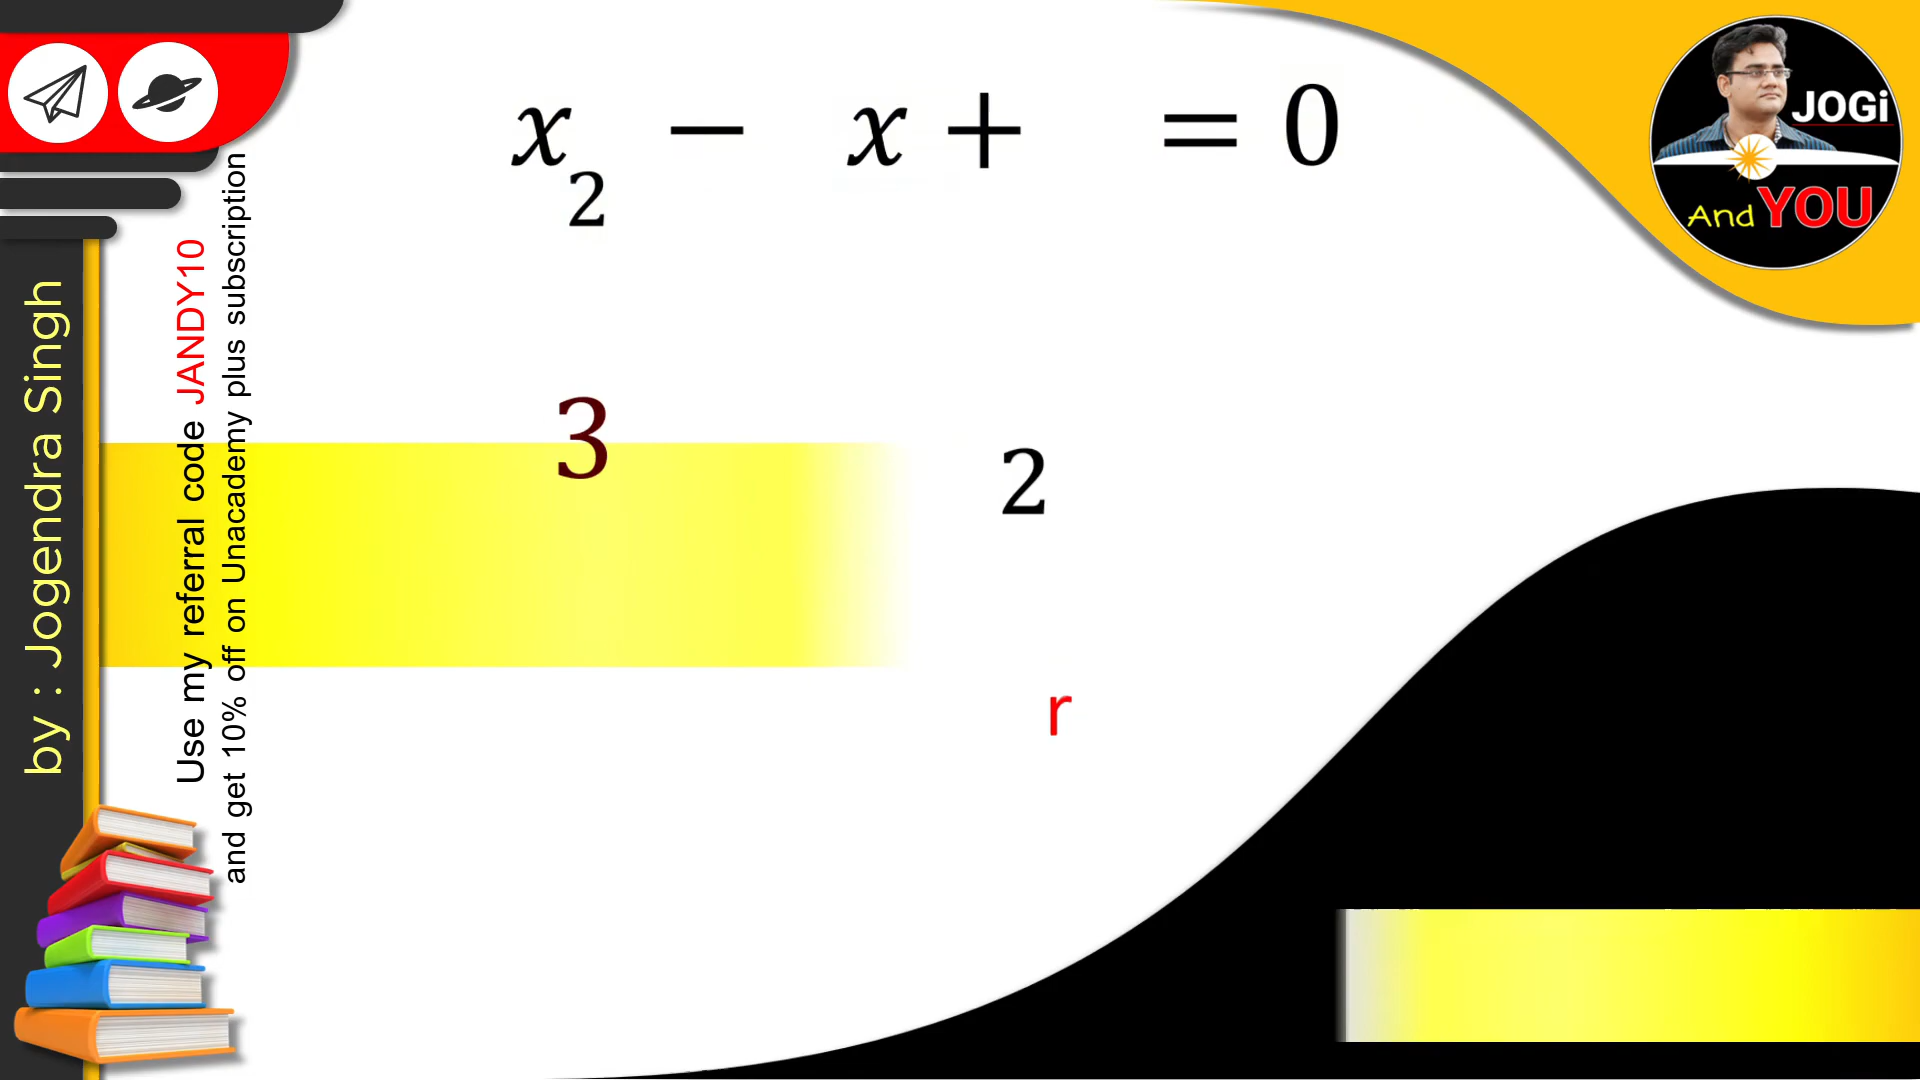 x₂ − x + = 0
3
2
r
JOGi
And YOU
by : Jogendra Singh
Use my referral code JANDY10
and get 10% off on Unacademy plus subscription